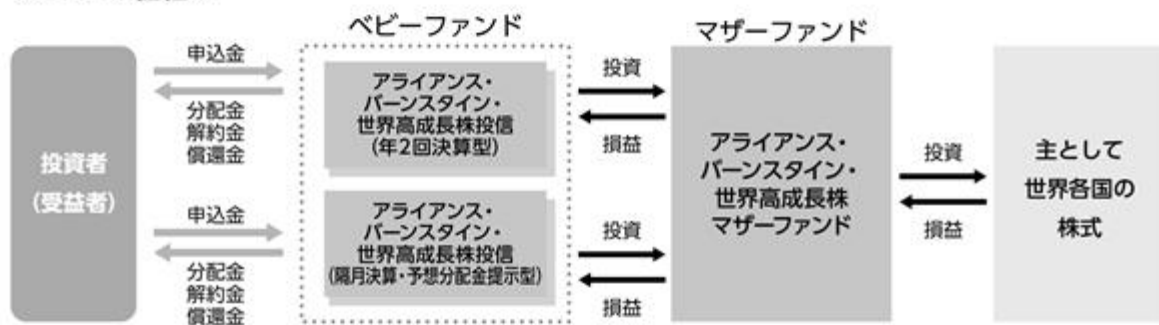 ベビーファンド
マザーファンド
投資者
(受益者)
申込金
分配金
解約金
償還金
申込金
分配金
解約金
償還金
アライアンス・
バーンスタイン・
世界高成長株投信
(年2回決算型)
アライアンス・
バーンスタイン・
世界高成長株投信
(隔月決算・予想分配金提示型)
投資
損益
投資
損益
アライアンス・
バーンスタイン・
世界高成長株
マザーファンド
投資
損益
主として
世界各国の
株式